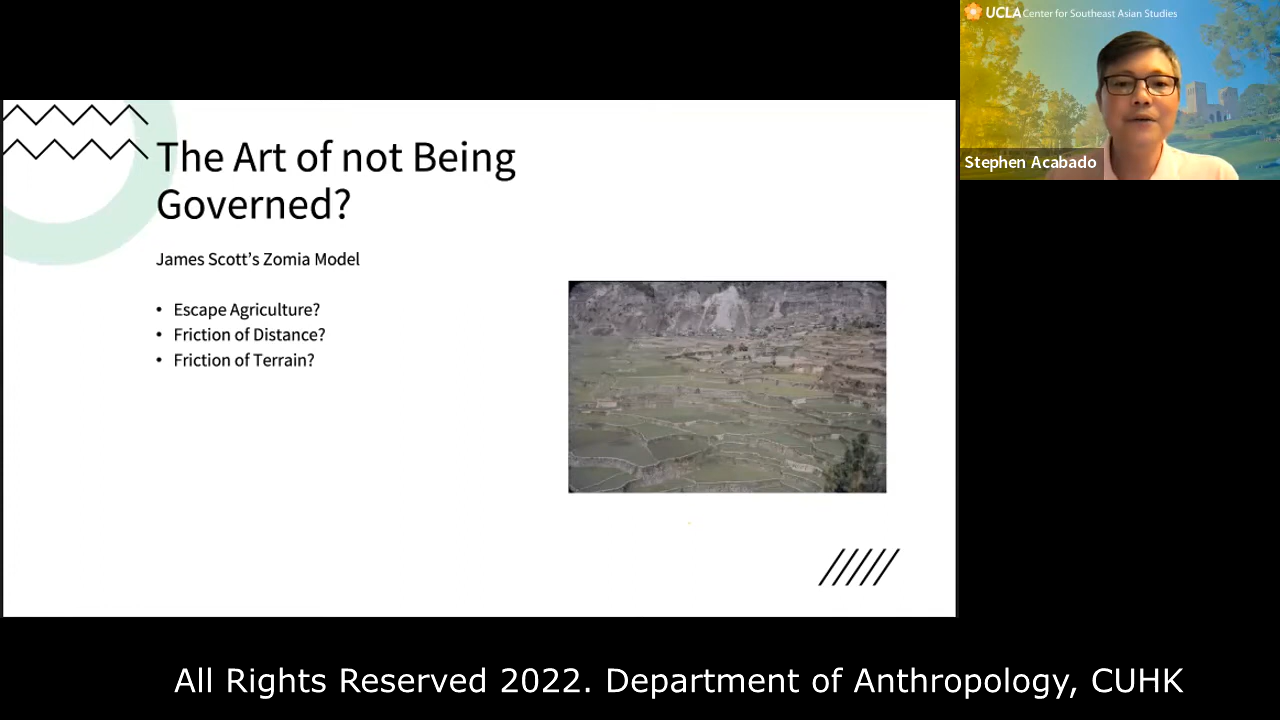 UCLA Center for Southeast Asian Studies
Stephen Acabado
The Art of not Being
Governed?
James Scott’s Zomia Model
• Escape Agriculture?
• Friction of Distance?
• Friction of Terrain?
All Rights Reserved 2022. Department of Anthropology, CUHK